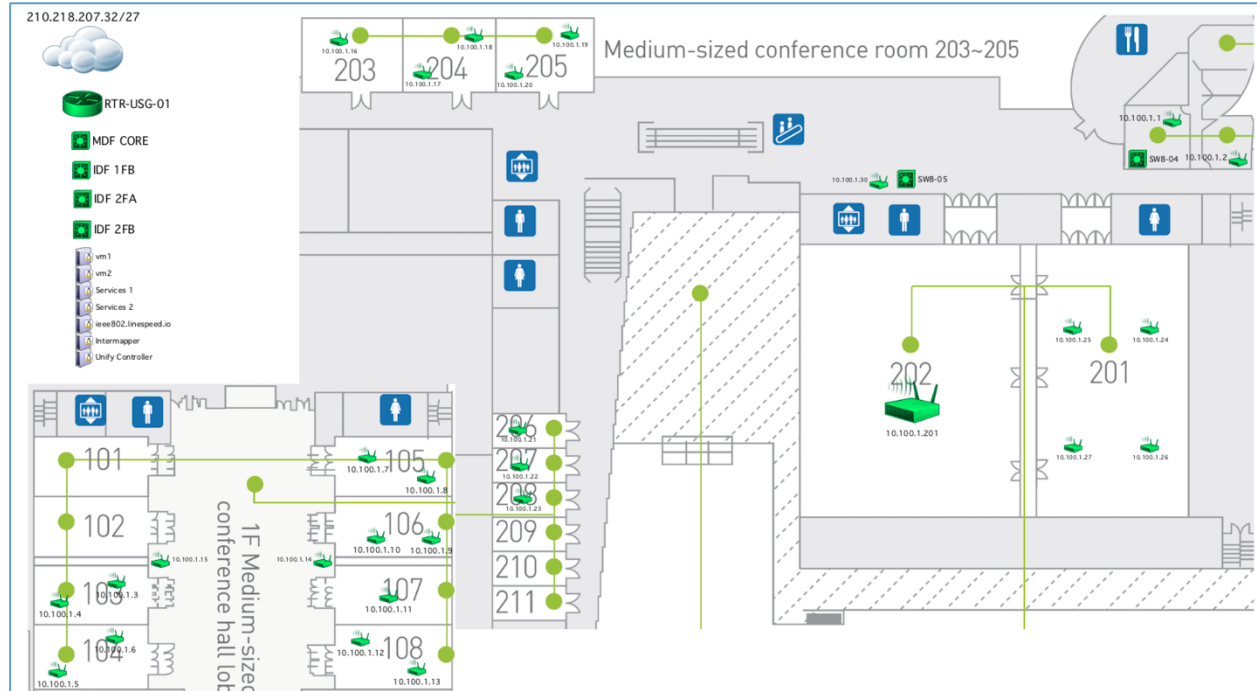 210.218.207.32/27
RTR-USG-01
MDF CORE
IDF 1FB
IDF 2FA
IDF 2FB
vm1
vm2
Services 1
Services 2
ieee802.linespeed.io
Intermapper
Unify Controller
10.100.1.16
10.100.1.18
10.100.1.19
203
204
205
10.100.1.17
10.100.1.20
Medium-sized conference room 203~205
10.100.1.1
SW8-04
10.100.1.2
10.100.1.30
SW8-05
202
10.100.1.201
10.100.1.25
10.100.1.24
201
10.100.1.27
10.100.1.26
206
10.100.1.21
207
10.100.1.22
208
10.100.1.23
209
210
211
101
102
103
10.100.1.3
10.100.1.4
104
10.100.1.6
10.100.1.5
10.100.1.15
10.100.1.14
1F Medium-sized
conference hall lob
105
10.100.1.7
10.100.1.8
106
10.100.1.10
10.100.1.9
107
10.100.1.11
108
10.100.1.12
10.100.1.13